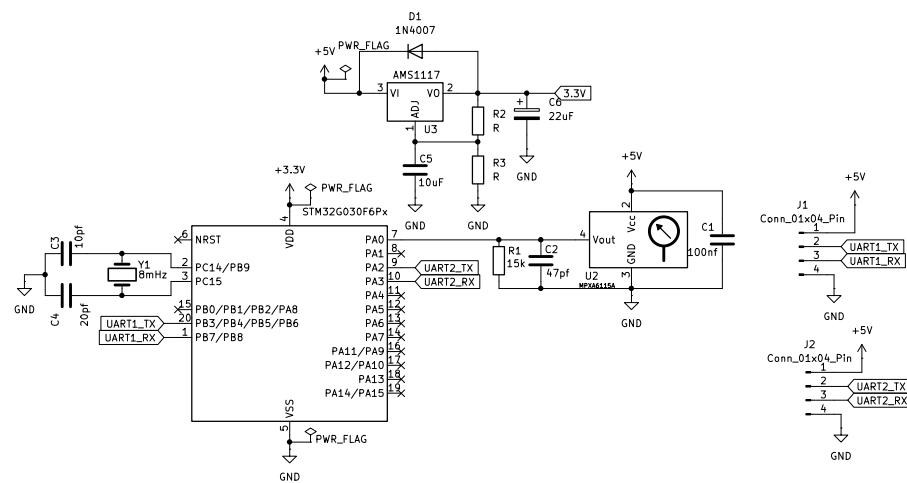 D1
1N4007
+5V
PWR_FLAG
AMS1117
3 VI
VO 2
ADJ
1
U3
3.3V
R2
R
C6
22uF
GND
R3
R
C5
10uF
GND
GND
+3.3V
PWR_FLAG
STM32G030F6Px
4
VDD
6 NRST
2 PC14/PB9
3 PC15
15 PB0/PB1/PB2/PA8
20 PB3/PB4/PB5/PB6
1 PB7/PB8
PA0 7
PA1 8
PA2 9
PA3 10
PA4 11
PA5 12
PA6 13
PA7 14
PA11/PA9 16
PA12/PA10 17
PA13 18
PA14/PA15 19
VSS
5
PWR_FLAG
GND
C3
10pf
Y1
8mHz
GND
C4
20pf
UART1_TX
UART1_RX
UART2_TX
UART2_RX
+5V
2
Vcc
4 Vout
GND
3
U2
MPXA6115A
R1
15k
C2
47pf
C1
100nf
GND
J1
Conn_01x04_Pin
+5V
1
2 UART1_TX
3 UART1_RX
4
GND
J2
Conn_01x04_Pin
+5V
1
2 UART2_TX
3 UART2_RX
4
GND